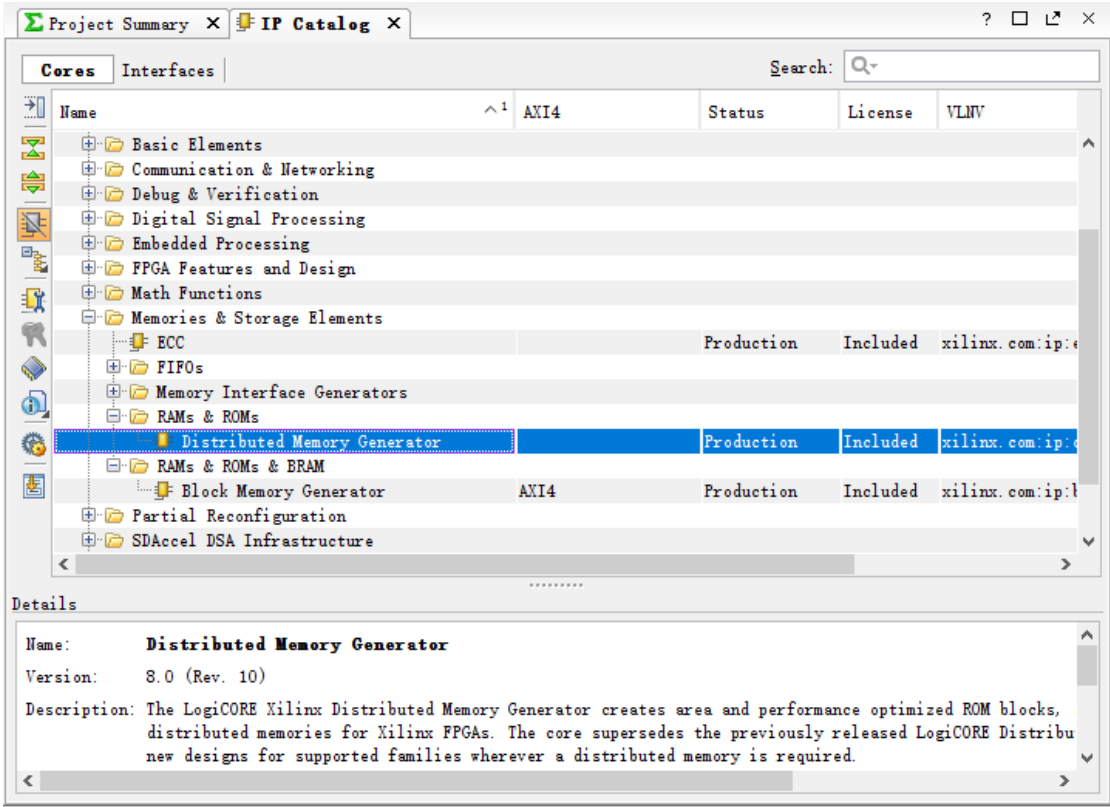 Project Summary X IP Catalog X ?
Cores Interfaces Search:
Name 1 AXI4 Status License VLNV
Basic Elements
Communication & Networking
Debug & Verification
Digital Signal Processing
Embedded Processing
FPGA Features and Design
Math Functions
Memories & Storage Elements
ECC Production Included xilinx.com:ip:e
FIFOs
Memory Interface Generators
RAMs & ROMs
Distributed Memory Generator Production Included xilinx.com:ip:d
RAMs & ROMs & BRAM
Block Memory Generator AXI4 Production Included xilinx.com:ip:b
Partial Reconfiguration
SDAccel DSA Infrastructure
Details
Name: Distributed Memory Generator
Version: 8.0 (Rev. 10)
Description: The LogiCORE Xilinx Distributed Memory Generator creates area and performance optimized ROM blocks,
distributed memories for Xilinx FPGAs. The core supersedes the previously released LogiCORE Distribu
new designs for supported families wherever a distributed memory is required.